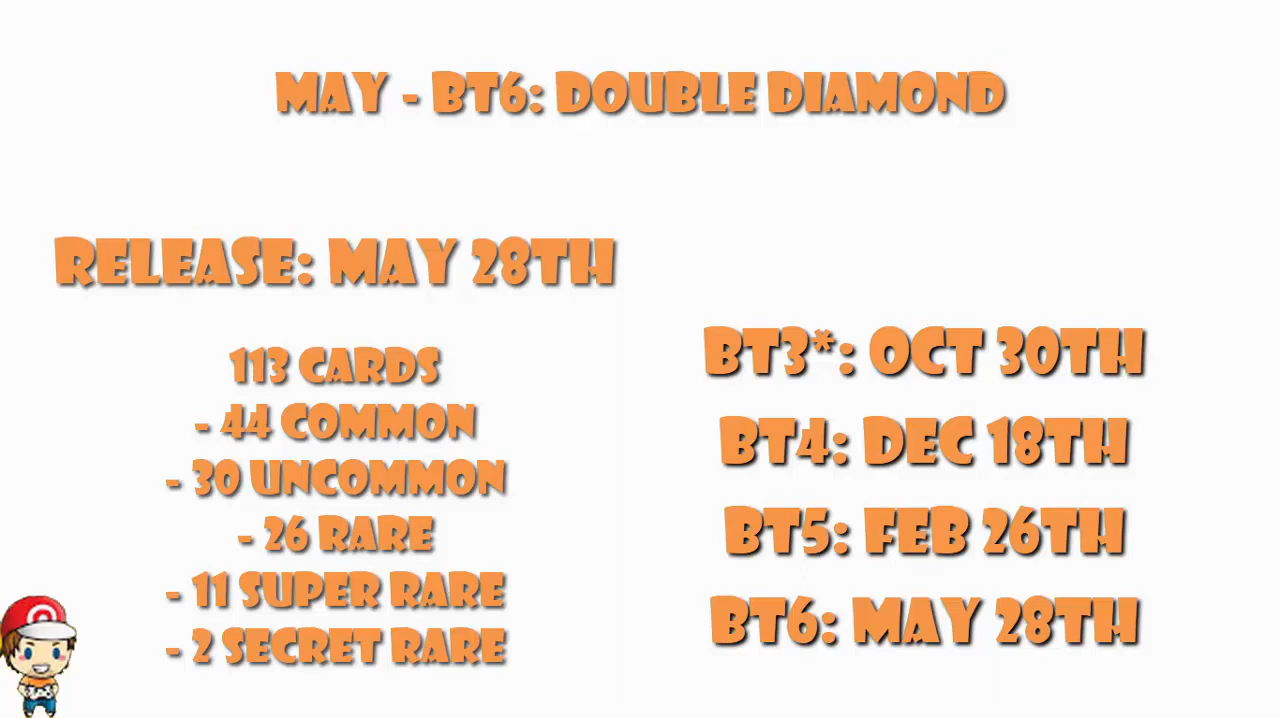 MAY - BT6: DOUBLE DIAMOND
RELEASE: MAY 28TH
113 CARDS
- 44 COMMON
- 30 UNCOMMON
- 26 RARE
- 11 SUPER RARE
- 2 SECRET RARE
BT3*: OCT 30TH
BT4: DEC 18TH
BT5: FEB 26TH
BT6: MAY 28TH